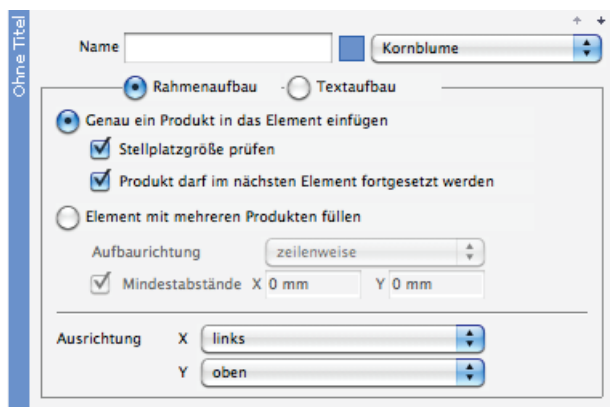 Ohne Titel
Name Kornblume
Rahmenaufbau Textaufbau
Genau ein Produkt in das Element einfügen
Stellplatzgröße prüfen
Produkt darf im nächsten Element fortgesetzt werden
Element mit mehreren Produkten füllen
Aufbaurichtung zeilenweise
Mindestabstände X 0 mm Y 0 mm
Ausrichtung X links
Y oben